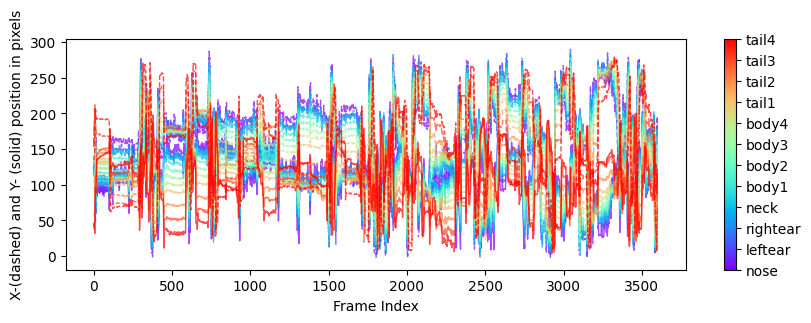 X-(dashed) and Y- (solid) position in pixels
300
250
200
150
100
50
0
0 500 1000 1500 2000 2500 3000 3500
Frame Index
tail4
tail3
tail2
tail1
body4
body3
body2
body1
neck
rightear
leftear
nose